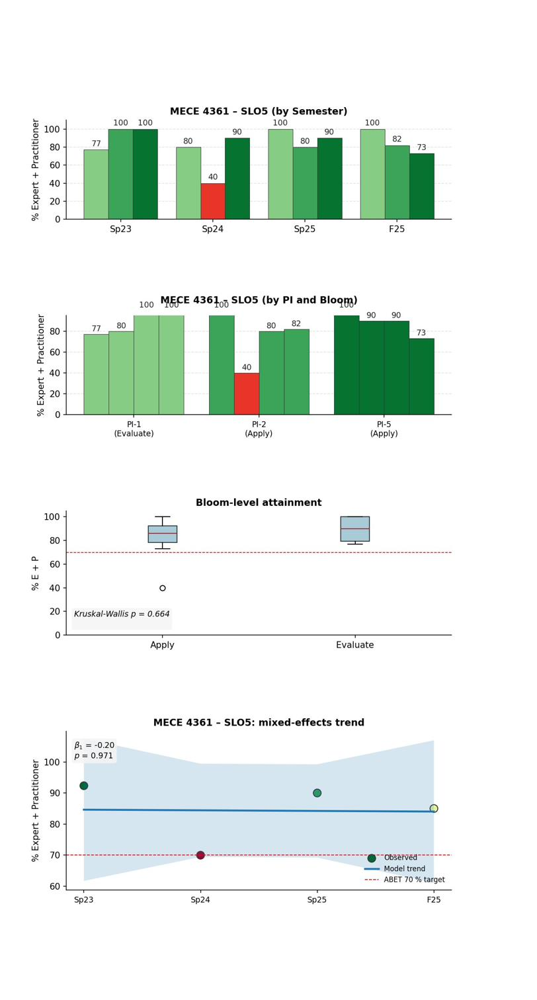 MECE 4361 – SLO5 (by Semester)
% Expert + Practitioner
100
80
60
40
20
0
77
100
100
80
40
90
100
80
90
100
82
73
Sp23
Sp24
Sp25
F25
MECE 4361 – SLO5 (by PI and Bloom)
% Expert + Practitioner
80
60
40
20
0
77
80
100
100
100
40
80
82
100
90
90
73
PI-1
(Evaluate)
PI-2
(Apply)
PI-5
(Apply)
Bloom-level attainment
% E + P
100
80
60
40
20
0
Kruskal-Wallis p = 0.664
Apply
Evaluate
MECE 4361 – SLO5: mixed-effects trend
% Expert + Practitioner
β₁ = -0.20
p = 0.971
100
90
80
70
60
Observed
Model trend
ABET 70 % target
Sp23
Sp24
Sp25
F25